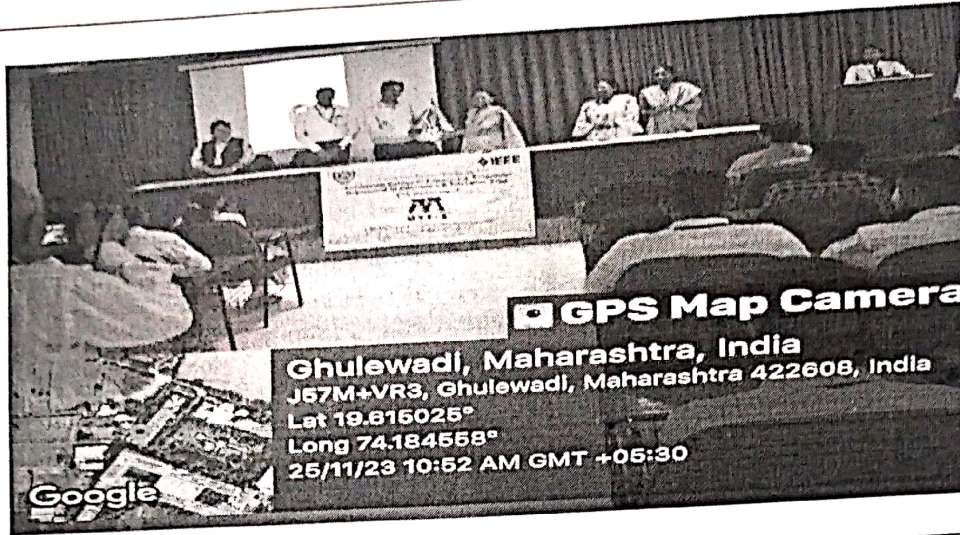 IEEE
GPS Map Camera
Ghulewadi, Maharashtra, India
J57M+VR3, Ghulewadi, Maharashtra 422608, India
Lat 19.615025°
Long 74.184558°
25/11/23 10:52 AM GMT +05:30
Google